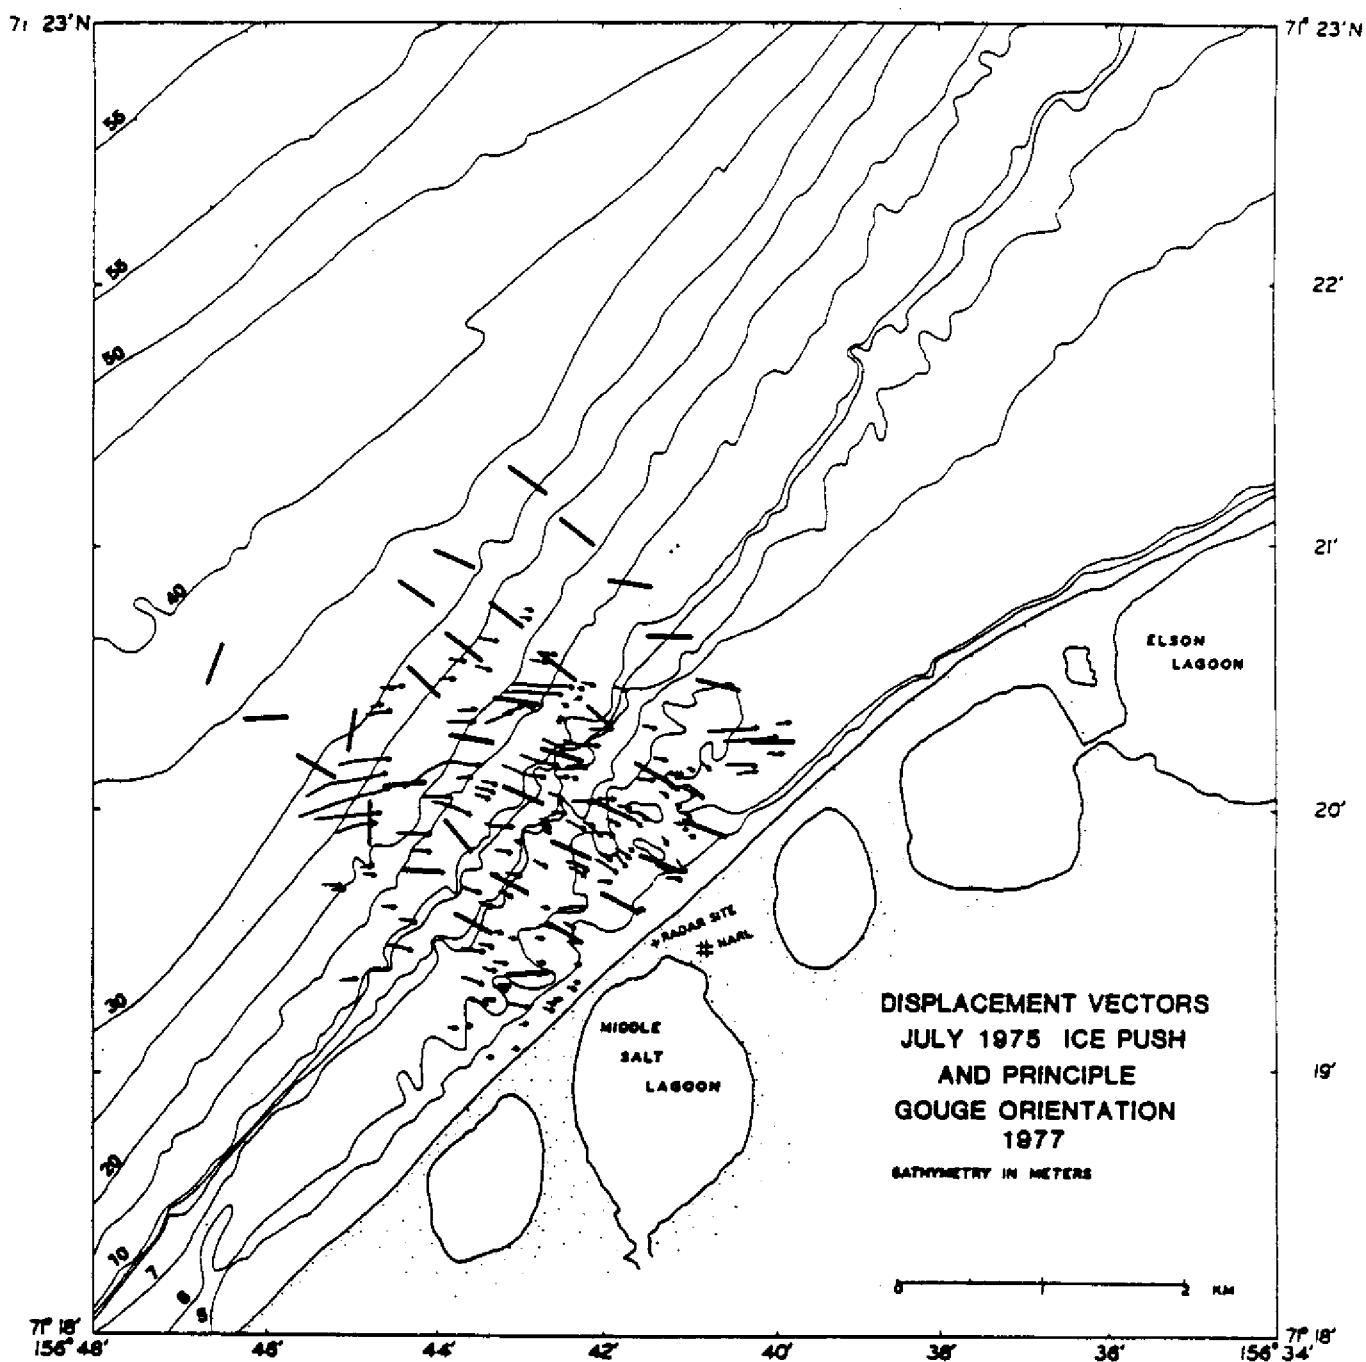 71 23'N
71° 23'N
55
55
50
22'
21'
40
ELSON
LAGOON
20'
RADAR SITE
NARL
30
MIDDLE
SALT
LAGOON
DISPLACEMENT VECTORS
JULY 1975 ICE PUSH
AND PRINCIPLE
GOUGE ORIENTATION
1977
BATHYMETRY IN METERS
19'
20
10
7
6
5
0 2 KM
71° 18'
71° 18'
156° 48' 46' 44' 42' 40' 38' 36' 156° 34'